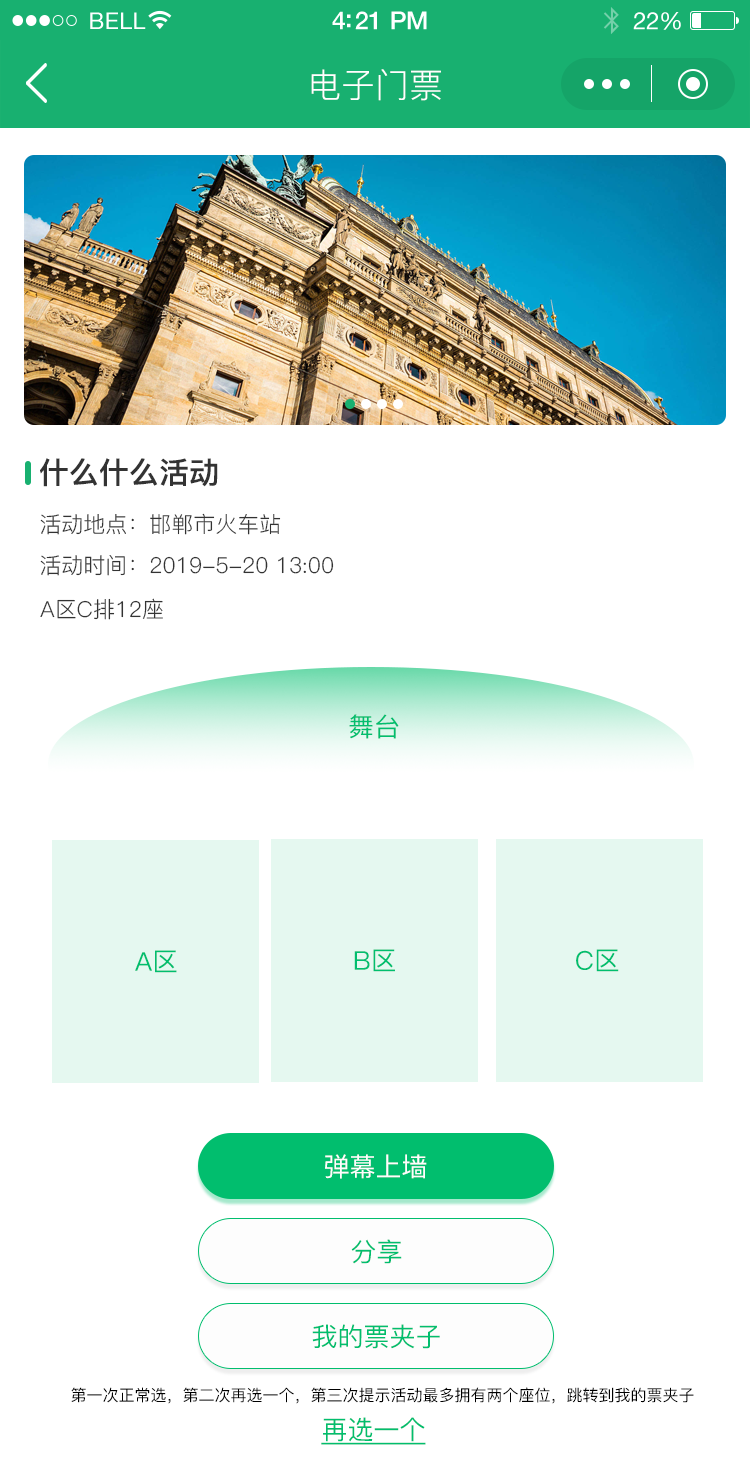 BELL 4:21 PM 22%
电子门票
什么什么活动
活动地点：邯郸市火车站
活动时间：2019-5-20 13:00
A区C排12座
舞台
A区 B区 C区
弹幕上墙
分享
我的票夹子
第一次正常选，第二次再选一个，第三次提示活动最多拥有两个座位，跳转到我的票夹子
再选一个